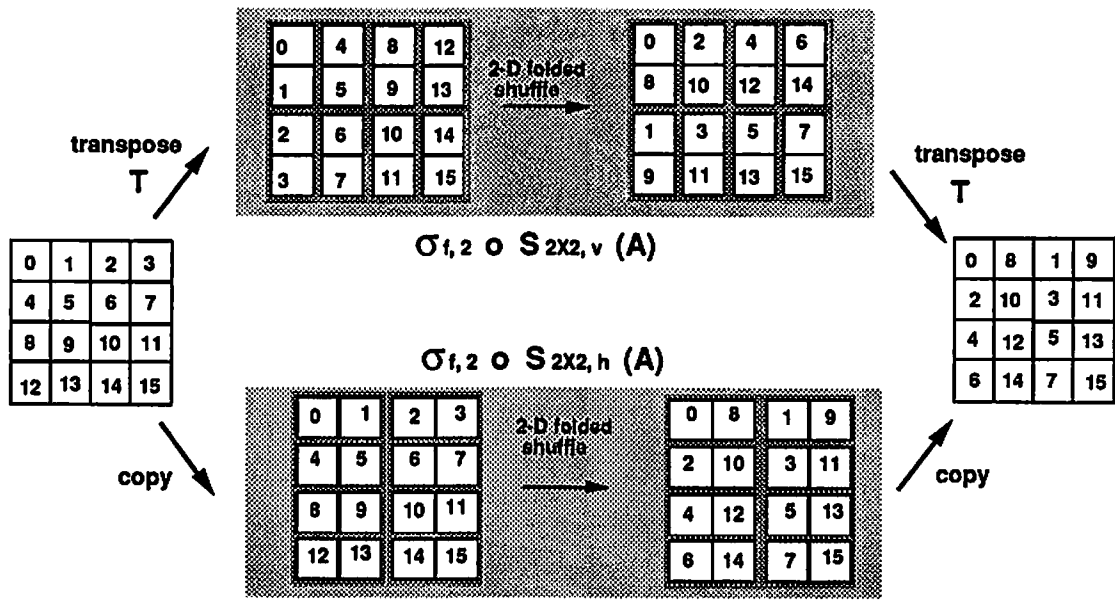 0 4 8 12
1 5 9 13
2 6 10 14
3 7 11 15
2-D folded
shuffle
0 2 4 6
8 10 12 14
1 3 5 7
9 11 13 15
transpose
T
transpose
T
σf, 2 o S 2X2, v (A)
0 1 2 3
4 5 6 7
8 9 10 11
12 13 14 15
0 8 1 9
2 10 3 11
4 12 5 13
6 14 7 15
σf, 2 o S 2X2, h (A)
copy
copy
0 1 2 3
4 5 6 7
8 9 10 11
12 13 14 15
2-D folded
shuffle
0 8 1 9
2 10 3 11
4 12 5 13
6 14 7 15